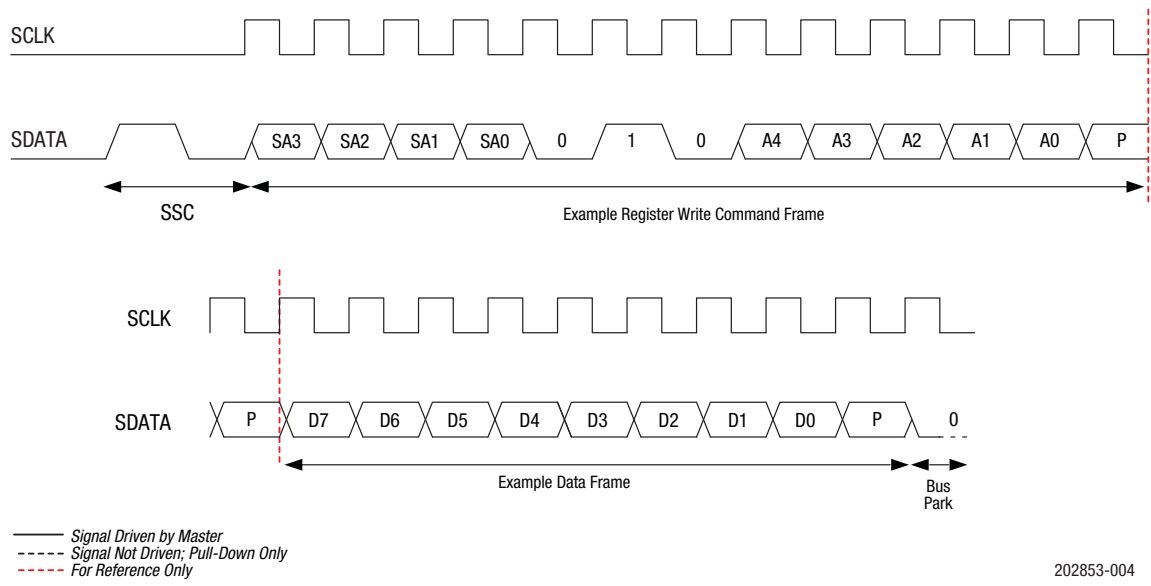 SCLK
SDATA SA3 SA2 SA1 SA0 0 1 0 A4 A3 A2 A1 A0 P
SSC Example Register Write Command Frame
SCLK
SDATA P D7 D6 D5 D4 D3 D2 D1 D0 P 0
Example Data Frame Bus
Park
Signal Driven by Master
Signal Not Driven; Pull-Down Only
For Reference Only 202853-004